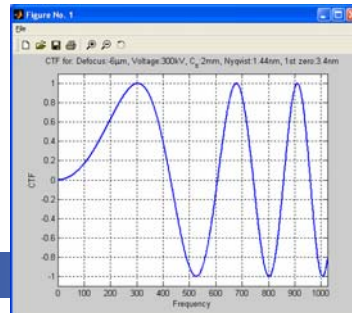 Figure No. 1
File
CTF for: Defocus:-6µm, Voltage:300kV, Cs:2mm, Nyqvist:1.44nm, 1st zero:3.4nm
1
0.8
0.6
0.4
0.2
0
-0.2
-0.4
-0.6
-0.8
-1
CTF
0 100 200 300 400 500 600 700 800 900 1000
Frequency